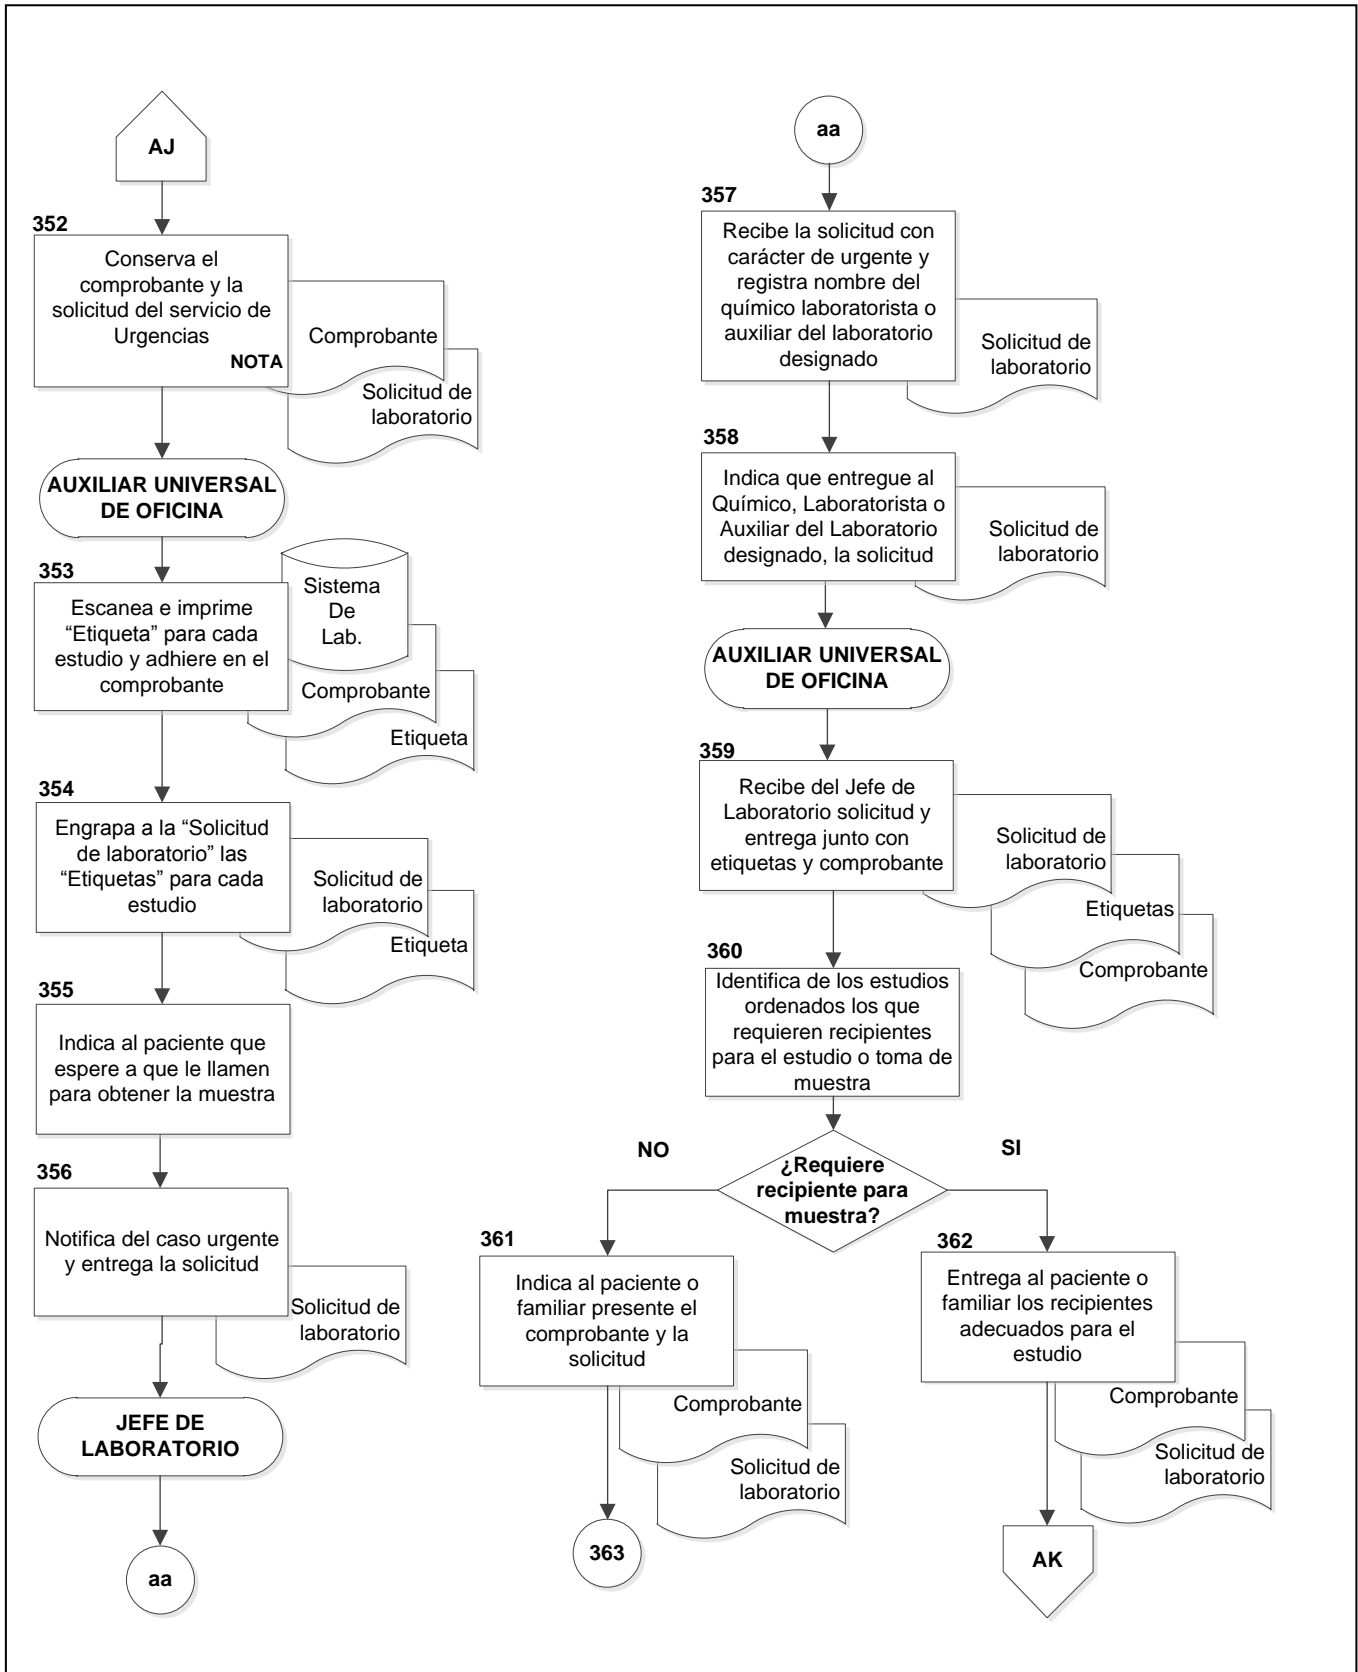 AJ
352
Conserva el
comprobante y la
solicitud del servicio de
Urgencias
NOTA
Comprobante
Solicitud de
laboratorio
AUXILIAR UNIVERSAL
DE OFICINA
353
Escanea e imprime
“Etiqueta” para cada
estudio y adhiere en el
comprobante
Sistema
De
Lab.
Comprobante
Etiqueta
354
Engrapa a la “Solicitud
de laboratorio” las
“Etiquetas” para cada
estudio
Solicitud de
laboratorio
Etiqueta
355
Indica al paciente que
espere a que le llamen
para obtener la muestra
356
Notifica del caso urgente
y entrega la solicitud
Solicitud de
laboratorio
JEFE DE
LABORATORIO
aa
aa
357
Recibe la solicitud con
carácter de urgente y
registra nombre del
químico laboratorista o
auxiliar del laboratorio
designado
Solicitud de
laboratorio
358
Indica que entregue al
Químico, Laboratorista o
Auxiliar del Laboratorio
designado, la solicitud
Solicitud de
laboratorio
AUXILIAR UNIVERSAL
DE OFICINA
359
Recibe del Jefe de
Laboratorio solicitud y
entrega junto con
etiquetas y comprobante
Solicitud de
laboratorio
Etiquetas
Comprobante
360
Identifica de los estudios
ordenados los que
requieren recipientes
para el estudio o toma de
muestra
¿Requiere
recipiente para
muestra?
NO
SI
361
Indica al paciente o
familiar presente el
comprobante y la
solicitud
Comprobante
Solicitud de
laboratorio
363
362
Entrega al paciente o
familiar los recipientes
adecuados para el
estudio
Comprobante
Solicitud de
laboratorio
AK